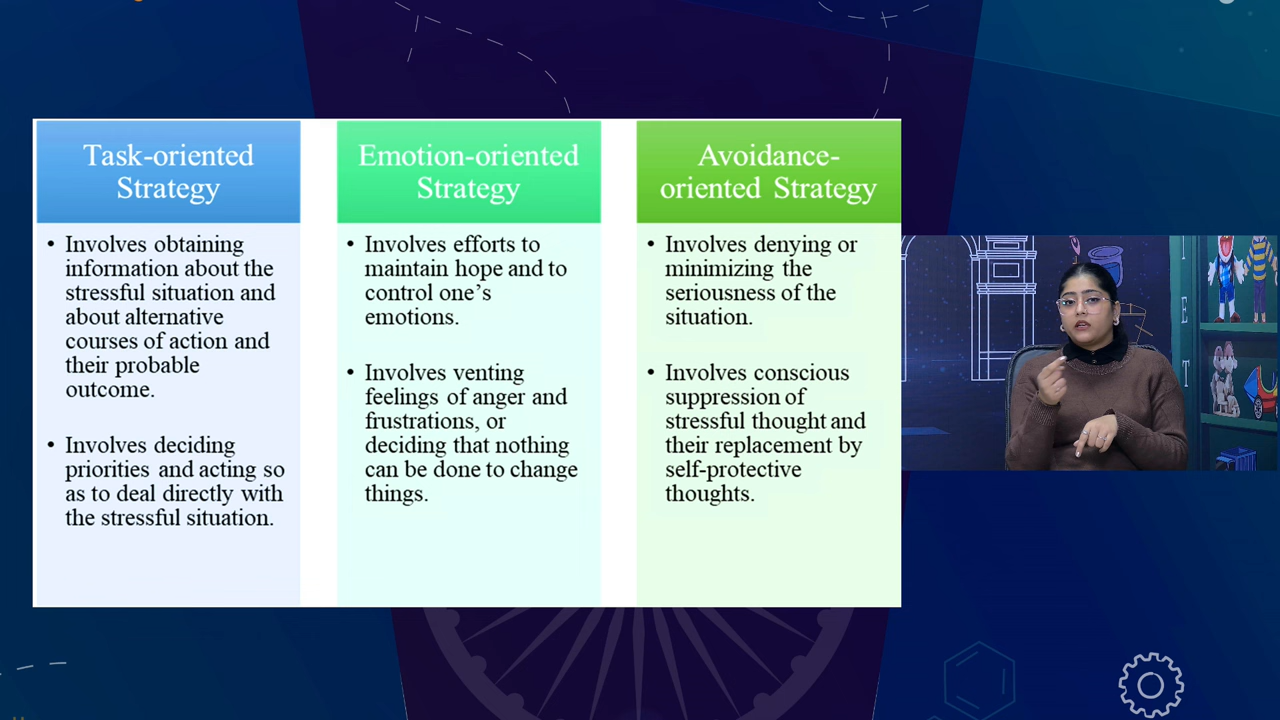 Task-oriented
Strategy
• Involves obtaining
information about the
stressful situation and
about alternative
courses of action and
their probable
outcome.
• Involves deciding
priorities and acting so
as to deal directly with
the stressful situation.
Emotion-oriented
Strategy
• Involves efforts to
maintain hope and to
control one’s
emotions.
• Involves venting
feelings of anger and
frustrations, or
deciding that nothing
can be done to change
things.
Avoidance-
oriented Strategy
• Involves denying or
minimizing the
seriousness of the
situation.
• Involves conscious
suppression of
stressful thought and
their replacement by
self-protective
thoughts.